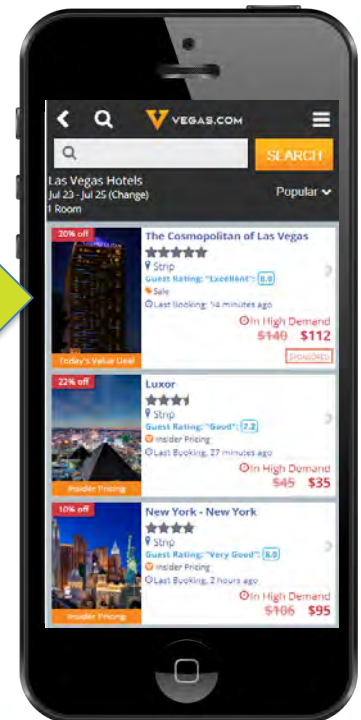 VEGAS.COM
SEARCH
Las Vegas Hotels
Jul 23 - Jul 25 (Change)
Popular
1 Room
20% off
The Cosmopolitan of Las Vegas
Strip
Guest Rating: "Excellent":
Sale
Last Booking: 54 minutes ago
In High Demand
$140 $112
SPONSORED
Today's Value Deal
22% off
Luxor
Strip
Guest Rating: "Good": 7.2
Insider Pricing
Last Booking: 27 minutes ago
In High Demand
$45 $35
Insider Pricing
10% off
New York - New York
Strip
Guest Rating: "Very Good": 8.0
Insider Pricing
Last Booking: 2 hours ago
In High Demand
$106 $95
Insider Pricing